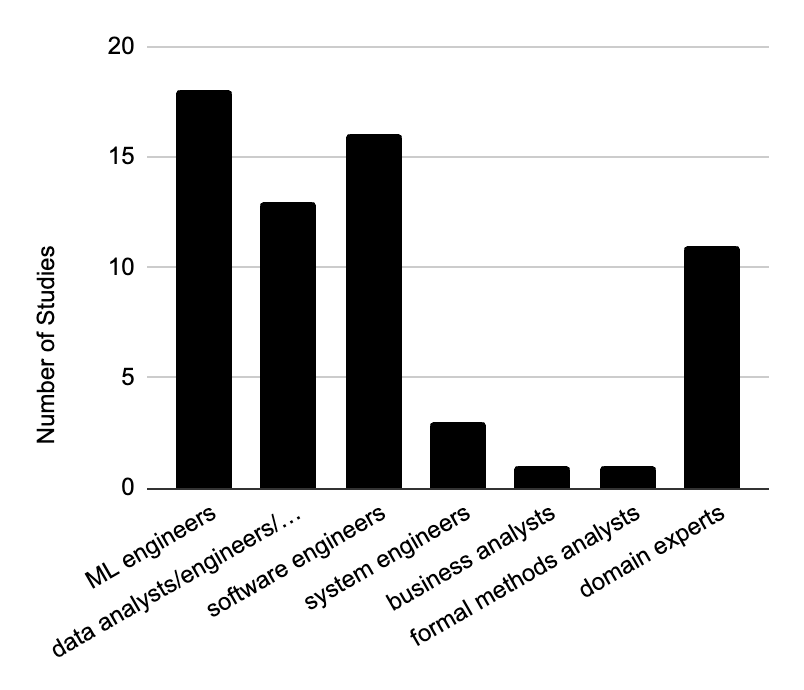 20
15
10
5
0
Number of Studies
ML engineers
data analysts/engineers/…
software engineers
system engineers
business analysts
formal methods analysts
domain experts